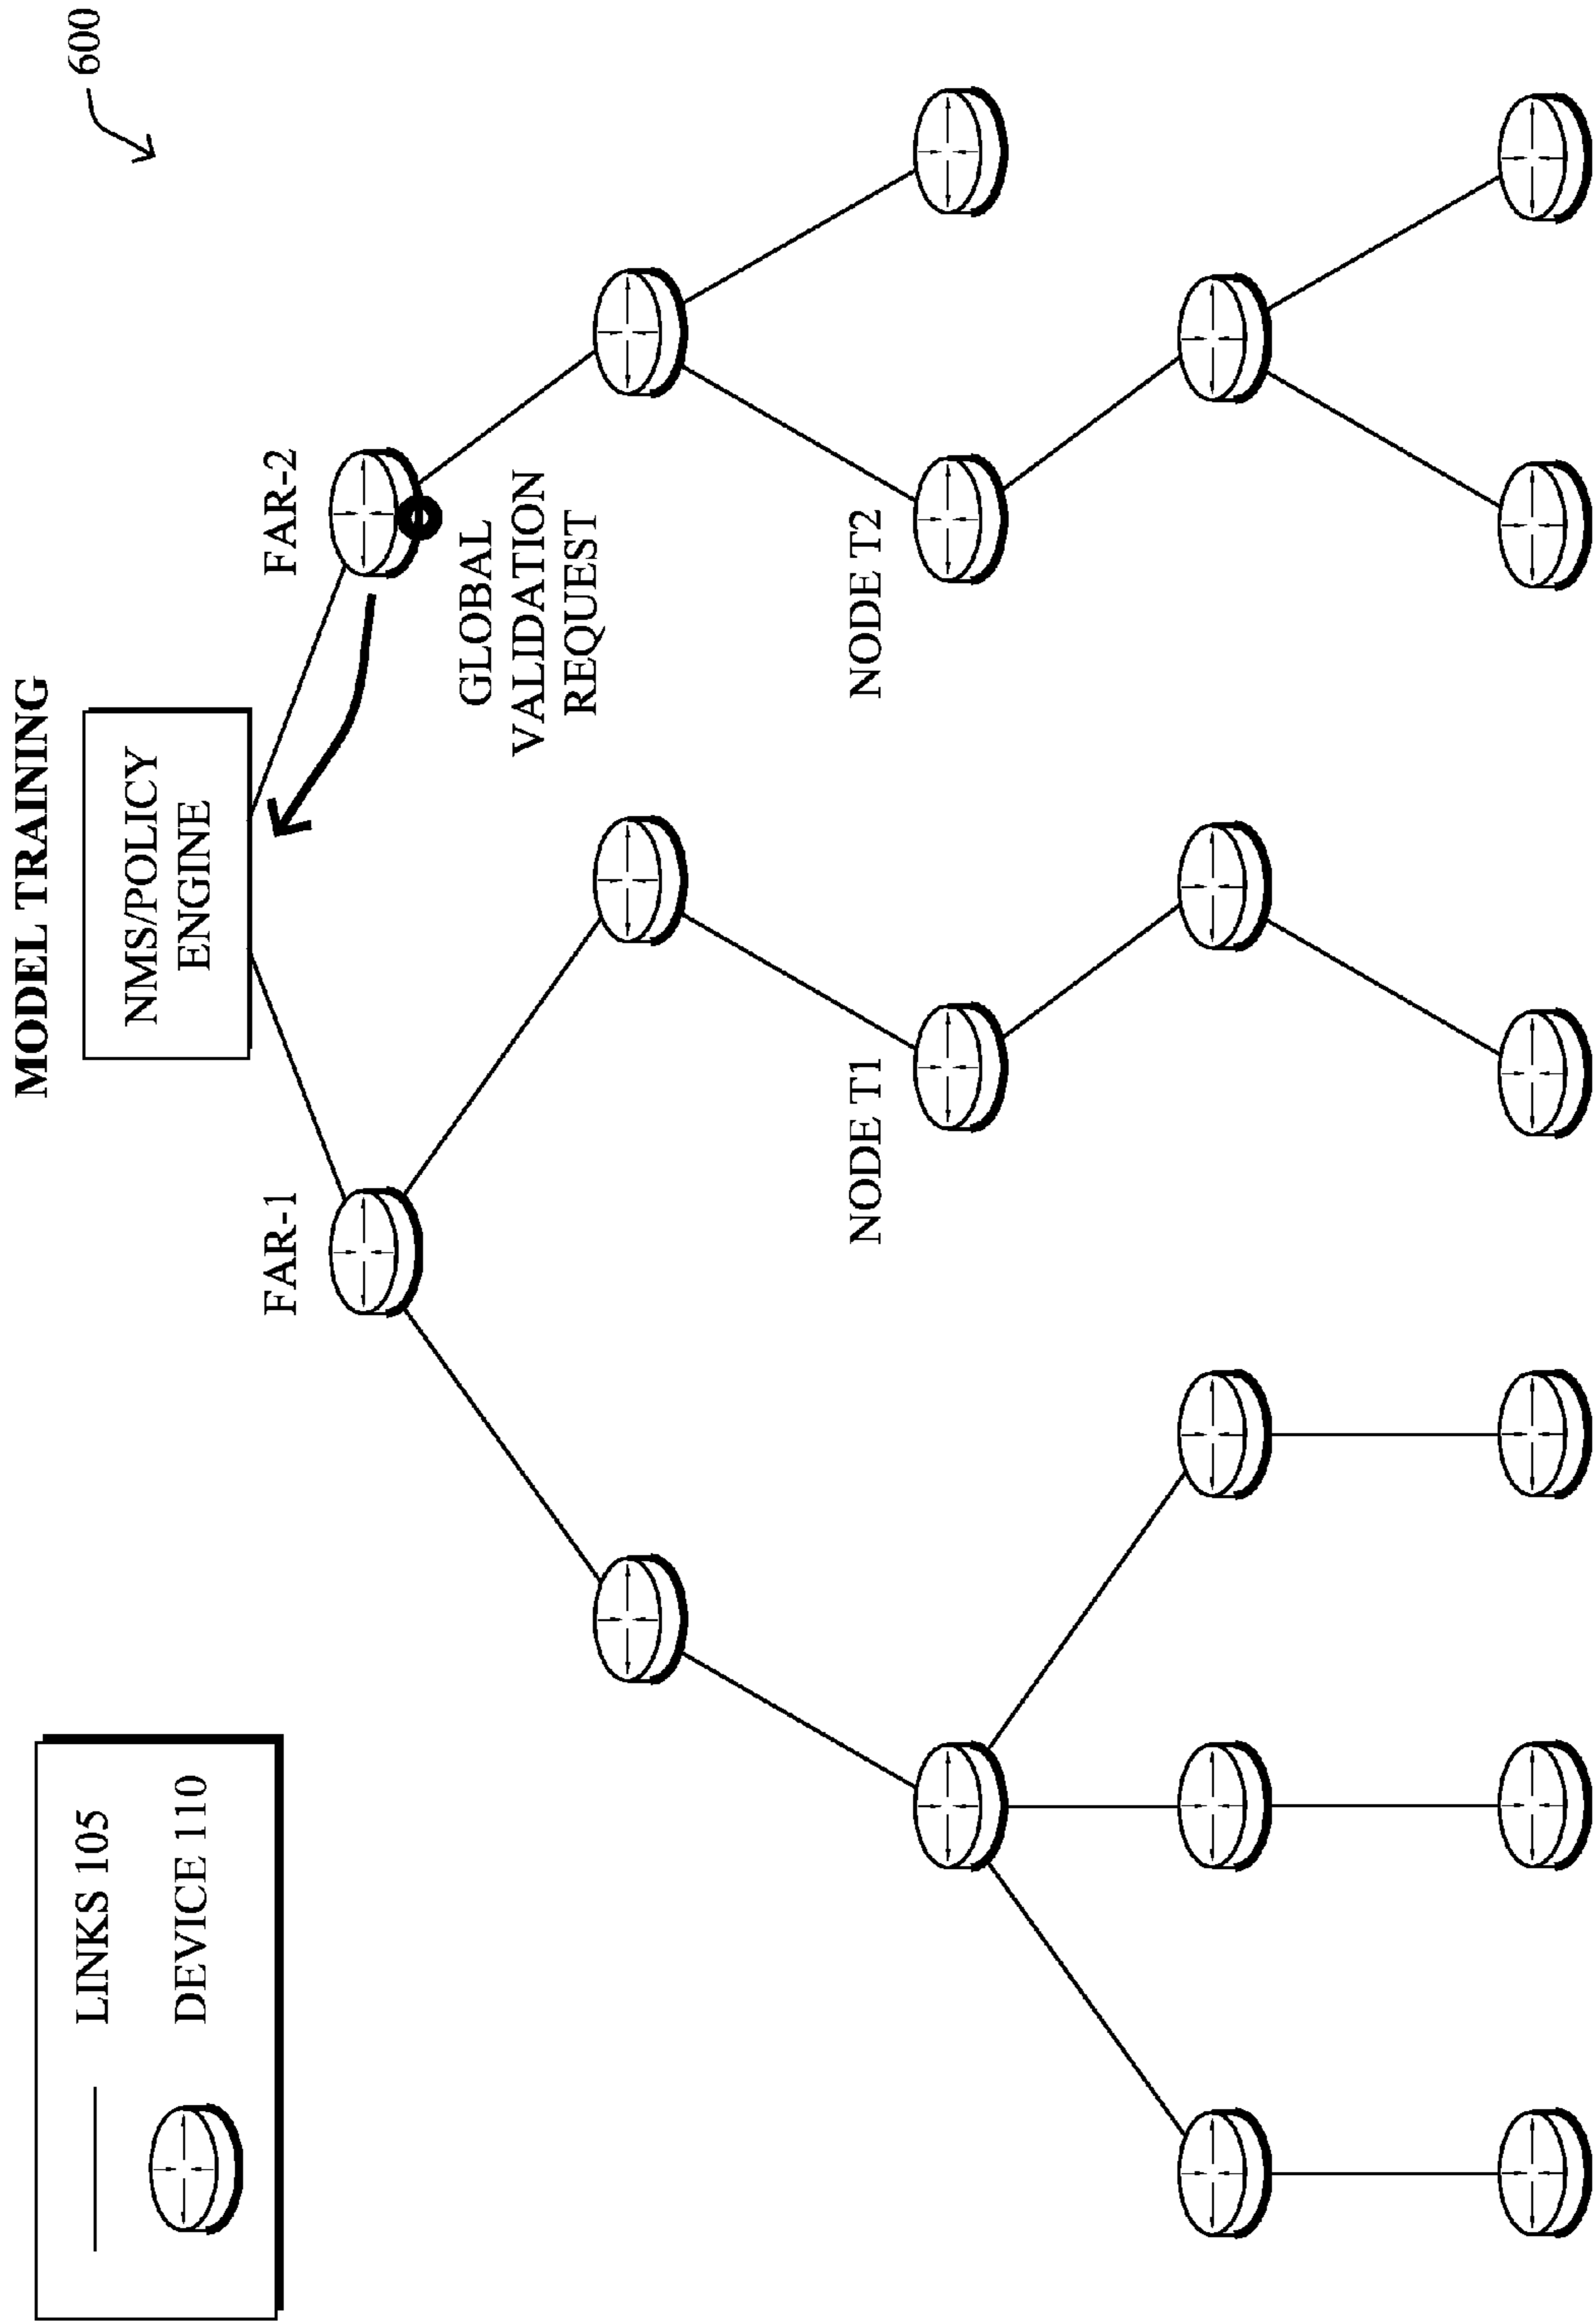 LINKS 105
DEVICE 110
MODEL TRAINING
600
NMS/POLICY
ENGINE
FAR-1
FAR-2
GLOBAL
VALIDATION
REQUEST
NODE T1
NODE T2